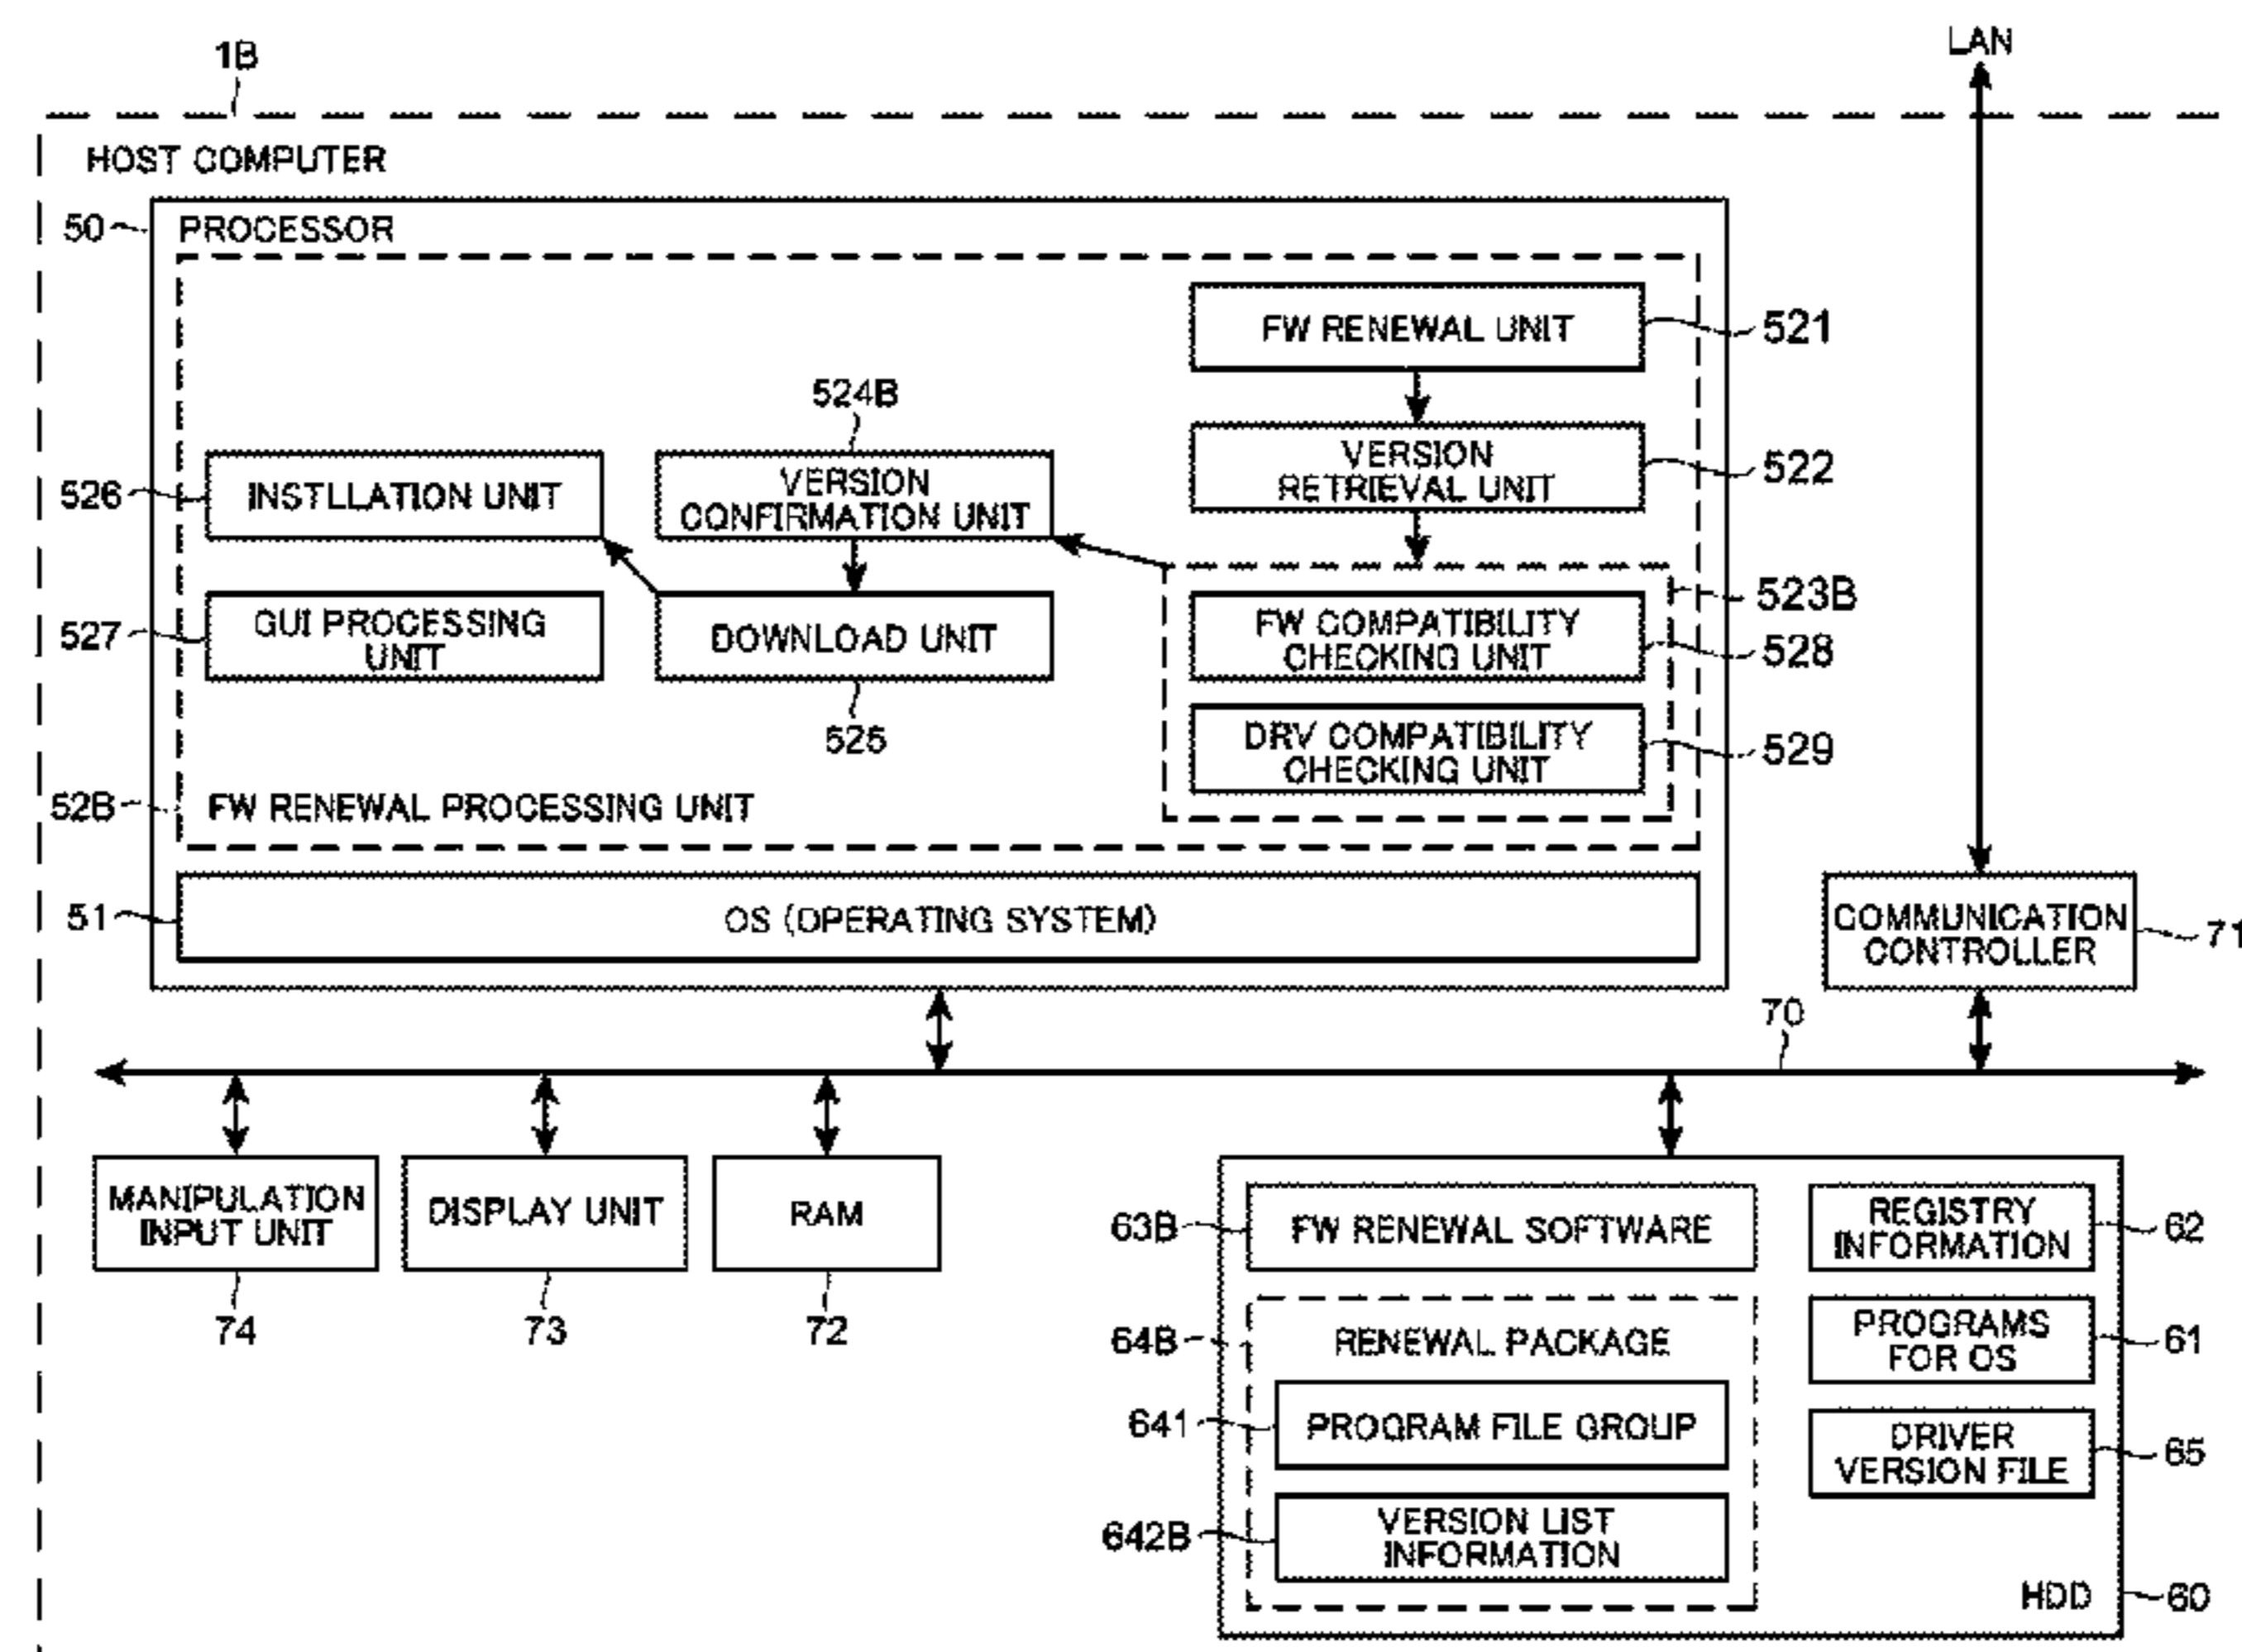 1B
LAN
HOST COMPUTER
50
PROCESSOR
FW RENEWAL UNIT
521
524B
VERSION
RETRIEVAL UNIT
522
526
INSTLLATION UNIT
VERSION
CONFIRMATION UNIT
523B
527
GUI PROCESSING
UNIT
DOWNLOAD UNIT
525
FW COMPATIBILITY
CHECKING UNIT
528
DRV COMPATIBILITY
CHECKING UNIT
529
52B
FW RENEWAL PROCESSING UNIT
51
OS (OPERATING SYSTEM)
COMMUNICATION
CONTROLLER
71
70
MANIPULATION
INPUT UNIT
74
DISPLAY UNIT
73
RAM
72
63B
FW RENEWAL SOFTWARE
REGISTRY
INFORMATION
62
64B
RENEWAL PACKAGE
PROGRAMS
FOR OS
61
641
PROGRAM FILE GROUP
DRIVER
VERSION FILE
65
642B
VERSION LIST
INFORMATION
HDD
60